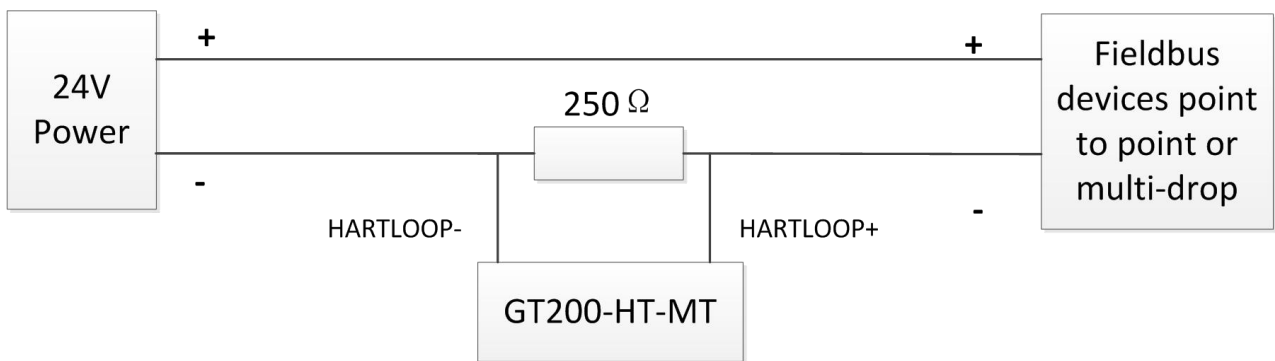 +
+
24V
Power
250 Ω
Fieldbus
devices point
to point or
multi-drop
-
-
HARTLOOP-
HARTLOOP+
GT200-HT-MT